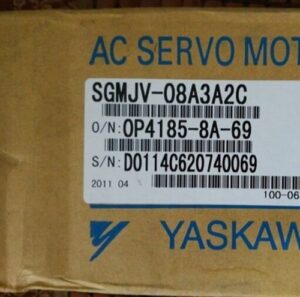 AC SERVO MOT
SGMJV-08A3A2C
O/N: OP4185-8A-69
S/N: D0114C620740069
2011 04
100-06
YASKAW